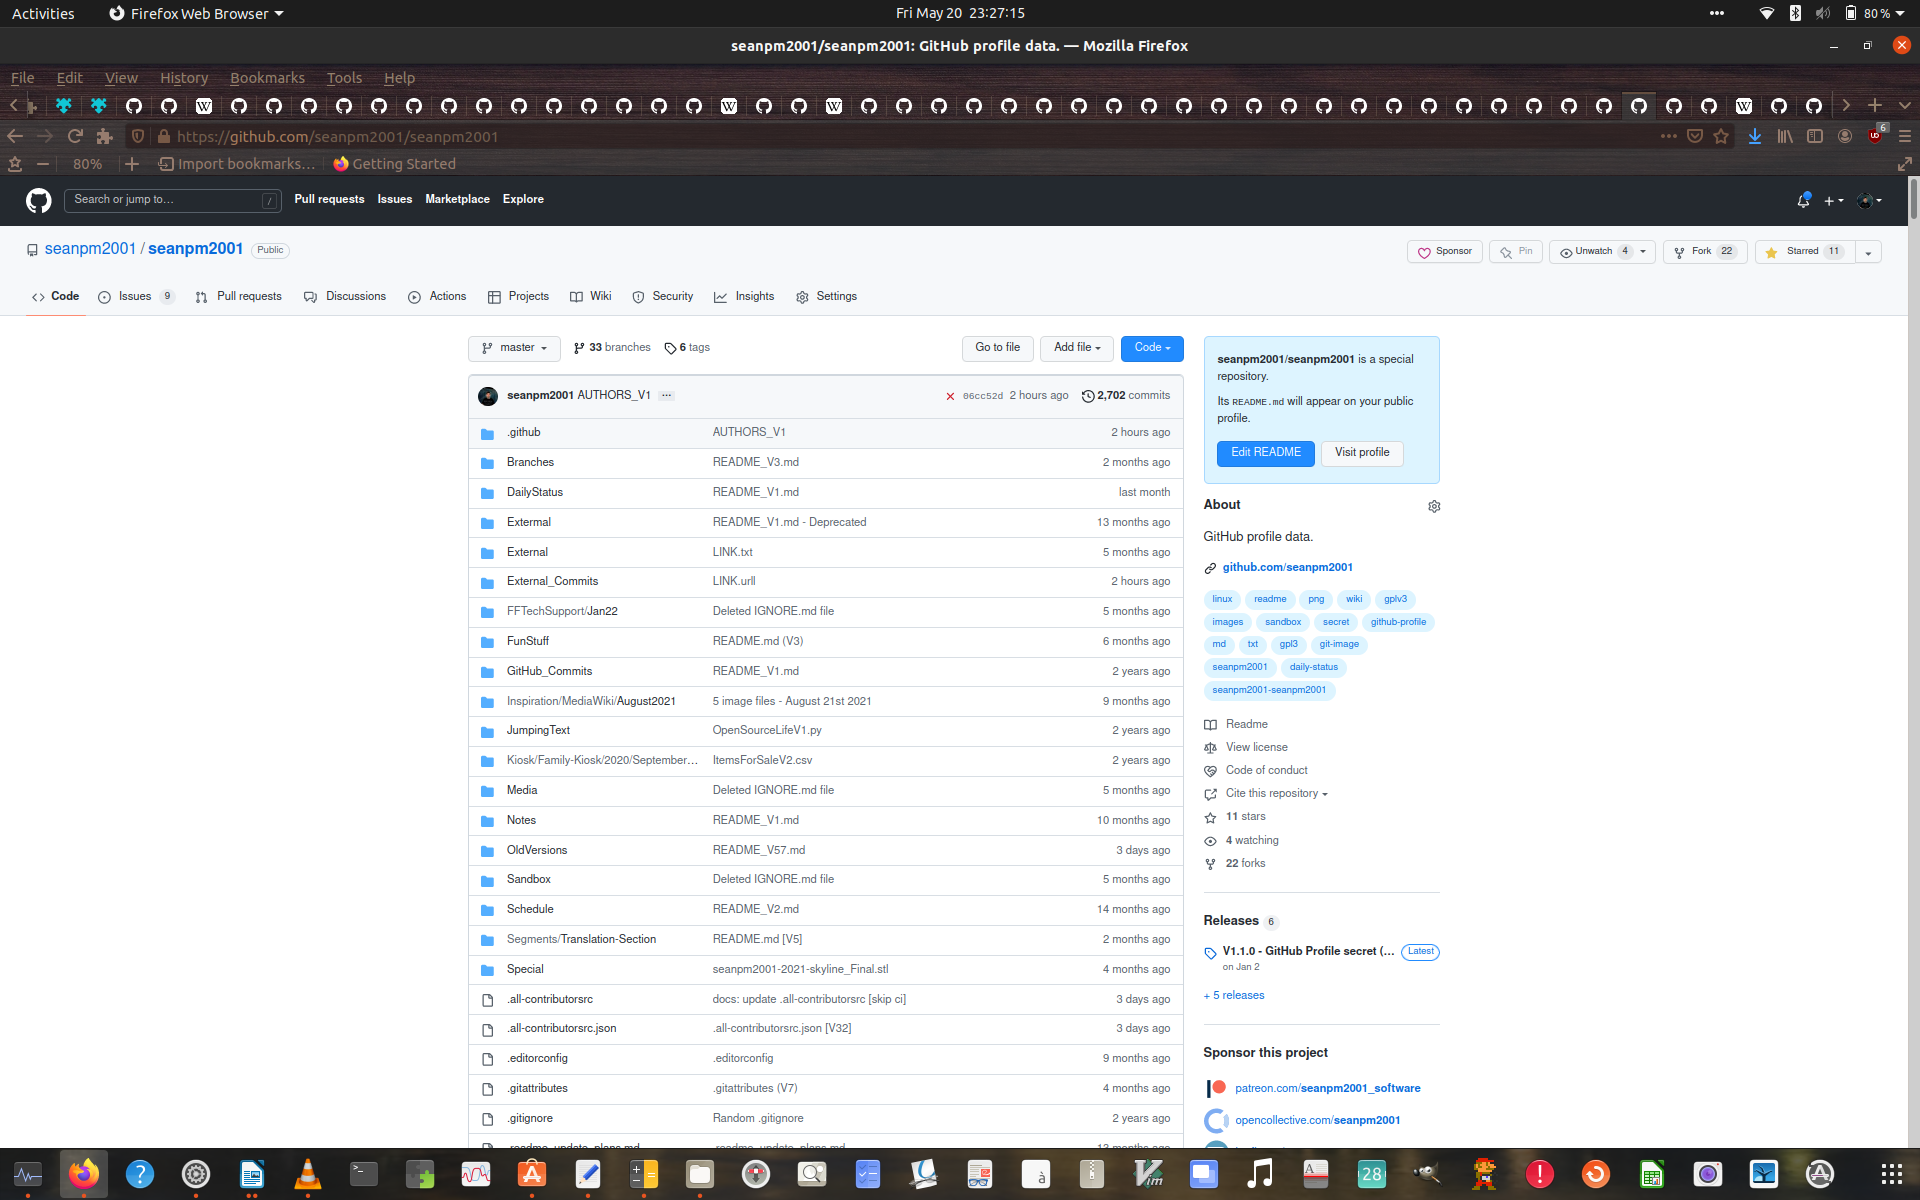 Activities Firefox Web Browser Fri May 20 23:27:15 80 %
seanpm2001/seanpm2001: GitHub profile data. — Mozilla Firefox
File Edit View History Bookmarks Tools Help
https://github.com/seanpm2001/seanpm2001 6
80% Import bookmarks... Getting Started
Search or jump to... / Pull requests Issues Marketplace Explore
seanpm2001 / seanpm2001 Public Sponsor Pin Unwatch 4 Fork 22 Starred 11
Code Issues 9 Pull requests Discussions Actions Projects Wiki Security Insights Settings
master 33 branches 6 tags Go to file Add file Code
seanpm2001 AUTHORS_V1 ... 06cc52d 2 hours ago 2,702 commits
.github AUTHORS_V1 2 hours ago
Branches README_V3.md 2 months ago
DailyStatus README_V1.md last month
Extermal README_V1.md - Deprecated 13 months ago
External LINK.txt 5 months ago
External_Commits LINK.urll 2 hours ago
FFTechSupport/Jan22 Deleted IGNORE.md file 5 months ago
FunStuff README.md (V3) 6 months ago
GitHub_Commits README_V1.md 2 years ago
Inspiration/MediaWiki/August2021 5 image files - August 21st 2021 9 months ago
JumpingText OpenSourceLifeV1.py 2 years ago
Kiosk/Family-Kiosk/2020/September... ItemsForSaleV2.csv 2 years ago
Media Deleted IGNORE.md file 5 months ago
Notes README_V1.md 10 months ago
OldVersions README_V57.md 3 days ago
Sandbox Deleted IGNORE.md file 5 months ago
Schedule README_V2.md 14 months ago
Segments/Translation-Section README.md [V5] 2 months ago
Special seanpm2001-2021-skyline_Final.stl 4 months ago
.all-contributorsrc docs: update .all-contributorsrc [skip ci] 3 days ago
.all-contributorsrc.json .all-contributorsrc.json [V32] 3 days ago
.editorconfig .editorconfig 9 months ago
.gitattributes .gitattributes (V7) 4 months ago
.gitignore Random .gitignore 2 years ago
.readme_update_plans.md .readme_update_plans.md 13 months ago
seanpm2001/seanpm2001 is a special
repository.
Its README.md will appear on your public
profile.
Edit README Visit profile
About
GitHub profile data.
github.com/seanpm2001
linux readme png wiki gplv3
images sandbox secret github-profile
md txt gpl3 git-image
seanpm2001 daily-status
seanpm2001-seanpm2001
Readme
View license
Code of conduct
Cite this repository
11 stars
4 watching
22 forks
Releases 6
V1.1.0 - GitHub Profile secret (... Latest
on Jan 2
+ 5 releases
Sponsor this project
patreon.com/seanpm2001_software
opencollective.com/seanpm2001
28